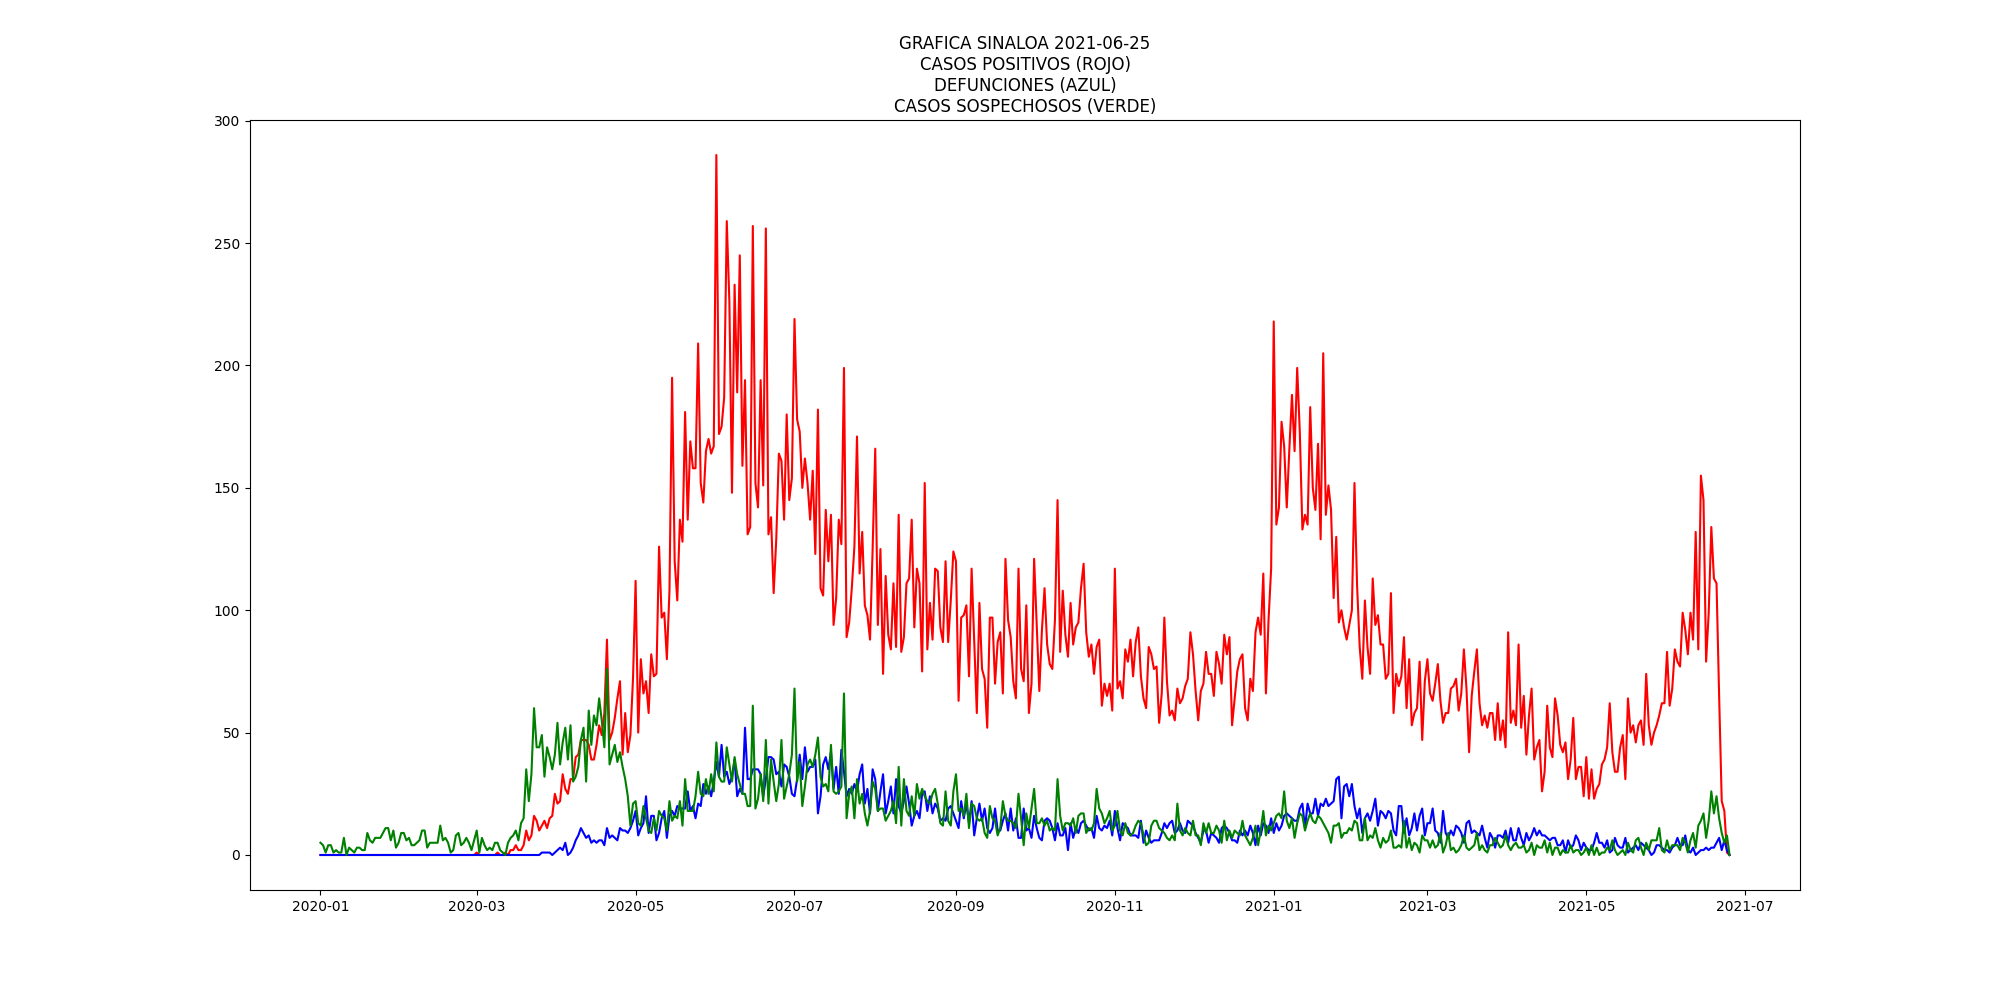 GRAFICA SINALOA 2021-06-25
CASOS POSITIVOS (ROJO)
DEFUNCIONES (AZUL)
CASOS SOSPECHOSOS (VERDE)
300
250
200
150
100
50
0
2020-01 2020-03 2020-05 2020-07 2020-09 2020-11 2021-01 2021-03 2021-05 2021-07